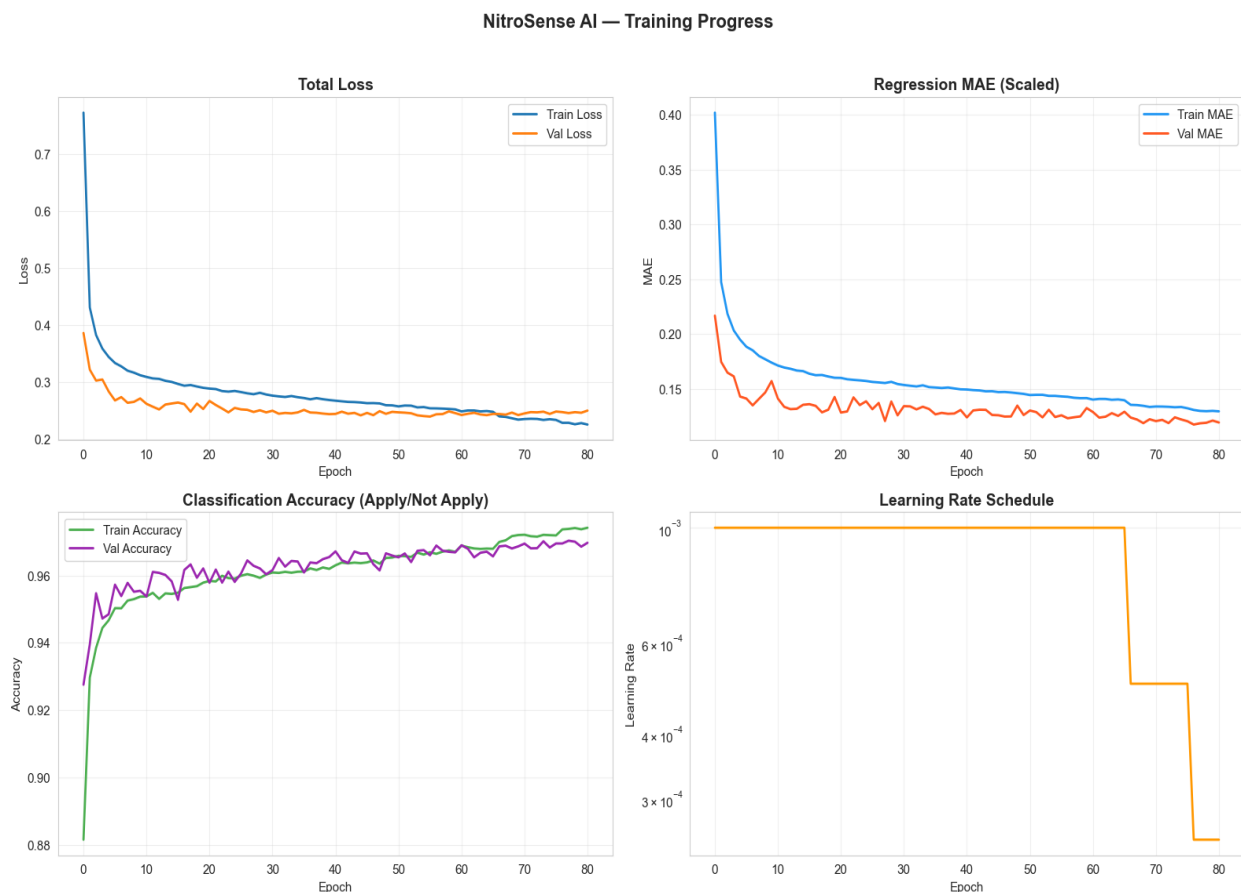 NitroSense AI — Training Progress
Total Loss
Train Loss
Val Loss
0.7
0.6
0.5
0.4
0.3
0.2
Loss
0 10 20 30 40 50 60 70 80
Epoch
Regression MAE (Scaled)
Train MAE
Val MAE
0.40
0.35
0.30
0.25
0.20
0.15
MAE
0 10 20 30 40 50 60 70 80
Epoch
Classification Accuracy (Apply/Not Apply)
Train Accuracy
Val Accuracy
0.96
0.94
0.92
0.90
0.88
Accuracy
0 10 20 30 40 50 60 70 80
Epoch
Learning Rate Schedule
10⁻³
6 × 10⁻⁴
4 × 10⁻⁴
3 × 10⁻⁴
Learning Rate
0 10 20 30 40 50 60 70 80
Epoch